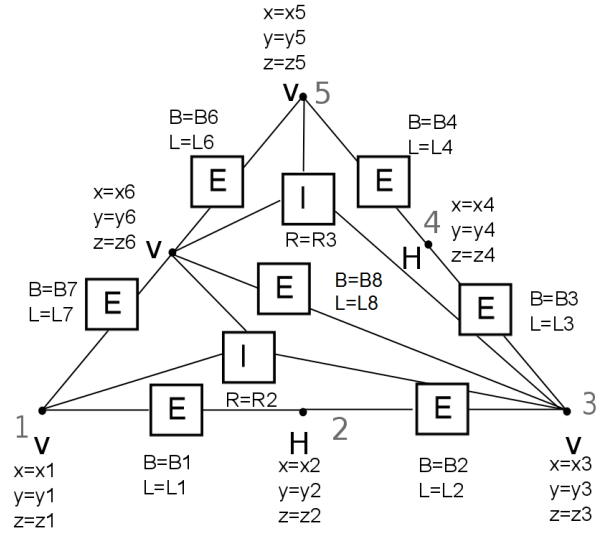 x=x5
y=y5
z=z5
V 5
B=B6
L=L6
B=B4
L=L4
E
E
I
R=R3
x=x6
y=y6
z=z6
V
x=x4
y=y4
z=z4
4
H
B=B7
L=L7
E
E
B=B8
L=L8
E
B=B3
L=L3
I
R=R2
1
V
x=x1
y=y1
z=z1
E
B=B1
L=L1
H
2
x=x2
y=y2
z=z2
E
B=B2
L=L2
3
V
x=x3
y=y3
z=z3